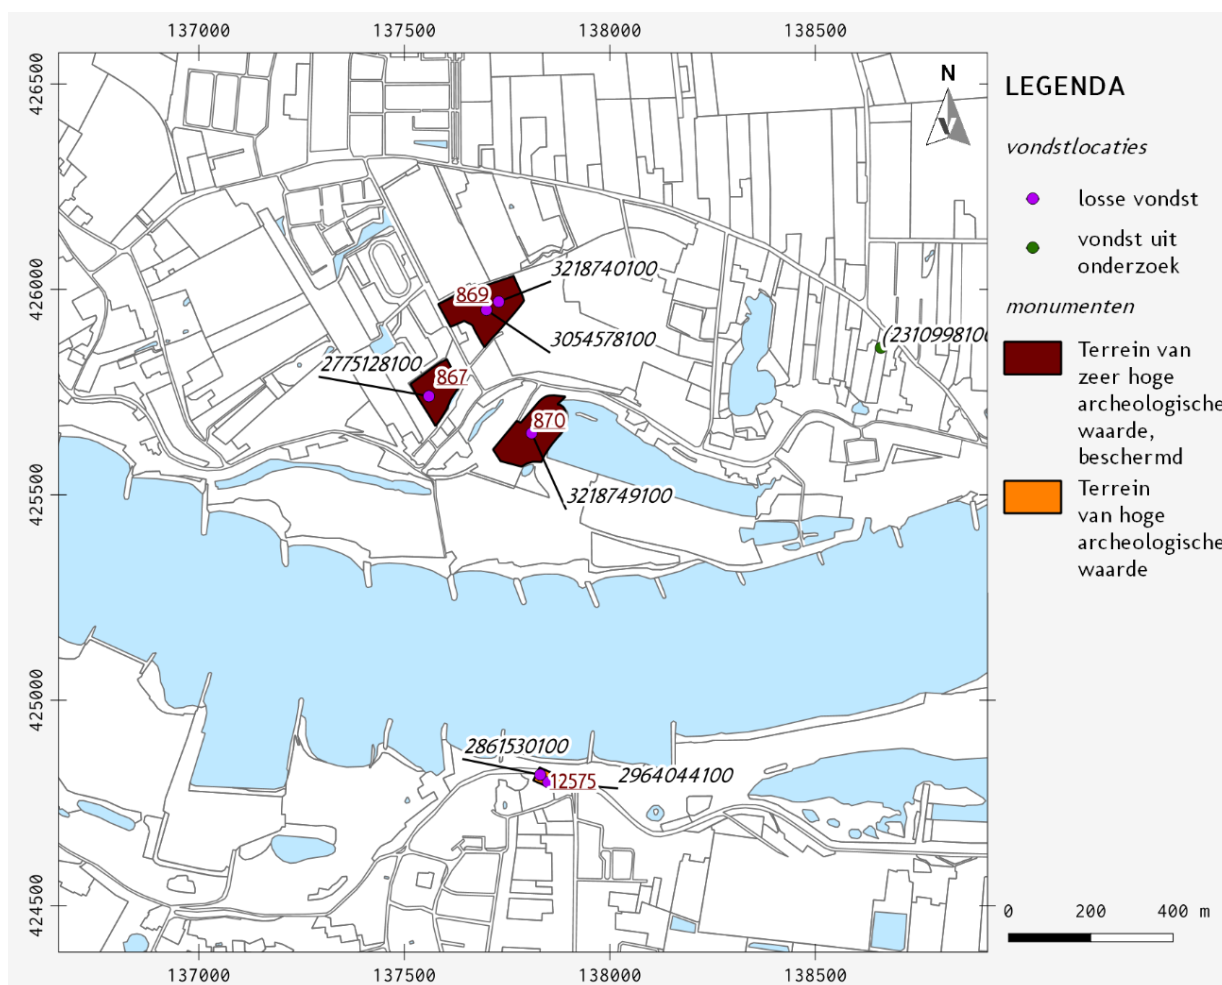 137000 137500 138000 138500
426500
426000
425500
425000
424500
N
869
3218740100
3054578100
2775128100
867
870
3218749100
(2310998100
2861530100
12575
2964044100
137000 137500 138000 138500
LEGENDA
vondstlocaties
losse vondst
vondst uit
onderzoek
monumenten
Terrein van
zeer hoge
archeologische
waarde,
beschermd
Terrein
van hoge
archeologische
waarde
0 200 400 m